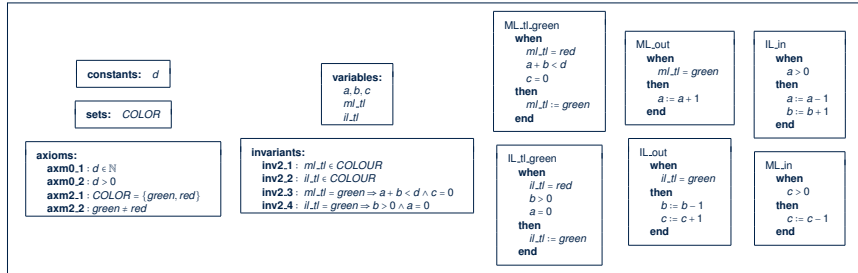 constants: d
sets: COLOR
axioms:
axm0_1 : d ∈ ℕ
axm0_2 : d > 0
axm2_1 : COLOR = {green, red}
axm2_2 : green ≠ red
variables:
a, b, c
ml_tl
il_tl
invariants:
inv2_1 : ml_tl ∈ COLOUR
inv2_2 : il_tl ∈ COLOUR
inv2_3 : ml_tl = green ⇒ a + b < d ∧ c = 0
inv2_4 : il_tl = green ⇒ b > 0 ∧ a = 0
ML_tl_green
when
ml_tl = red
a + b < d
c = 0
then
ml_tl := green
end
IL_tl_green
when
il_tl = red
b > 0
a = 0
then
il_tl := green
end
ML_out
when
ml_tl = green
then
a := a + 1
end
IL_out
when
il_tl = green
then
b := b − 1
c := c + 1
end
IL_in
when
a > 0
then
a := a − 1
b := b + 1
end
ML_in
when
c > 0
then
c := c − 1
end